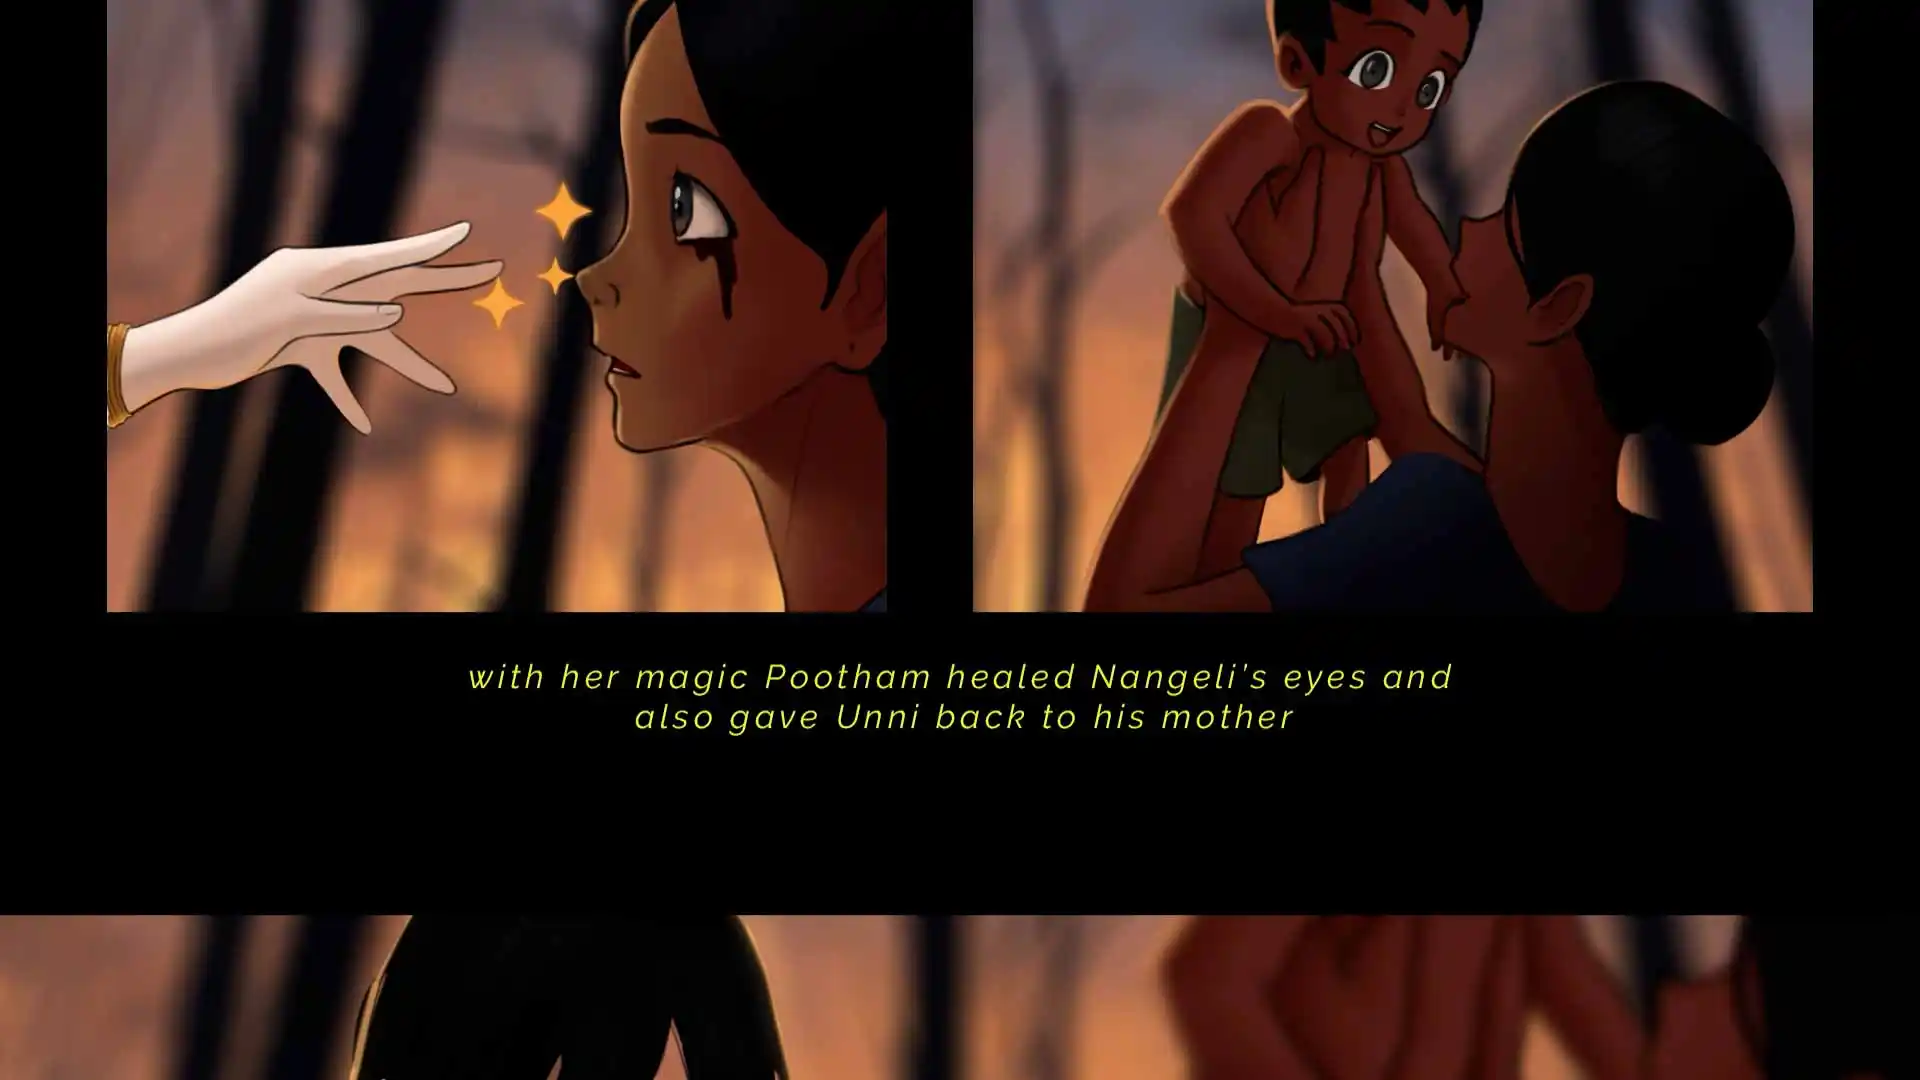 with her magic Pootham healed Nangeli's eyes and
also gave Unni back to his mother